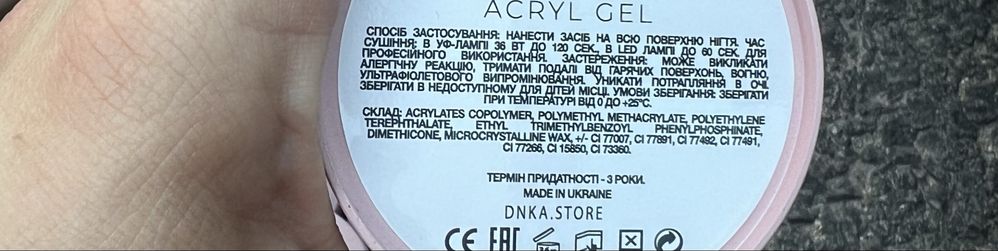 ACRYL GEL
СПОСІБ ЗАСТОСУВАННЯ: НАНЕСТИ ЗАСІБ НА ВСЮ ПОВЕРХНЮ НІГТЯ. ЧАС
СУШІННЯ: В УФ-ЛАМПІ 36 ВТ ДО 120 СЕК., В LED ЛАМПІ ДО 60 СЕК. ДЛЯ
ПРОФЕСІЙНОГО ВИКОРИСТАННЯ. ЗАСТЕРЕЖЕННЯ: МОЖЕ ВИКЛИКАТИ
АЛЕРГІЧНУ РЕАКЦІЮ, ТРИМАТИ ПОДАЛІ ВІД ГАРЯЧИХ ПОВЕРХОНЬ, ВОГНЮ,
УЛЬТРАФІОЛЕТОВОГО ВИПРОМІНЮВАННЯ. УНИКАТИ ПОТРАПЛЯННЯ В ОЧІ.
ЗБЕРІГАТИ В НЕДОСТУПНОМУ ДЛЯ ДІТЕЙ МІСЦІ. УМОВИ ЗБЕРІГАННЯ: ЗБЕРІГАТИ
ПРИ ТЕМПЕРАТУРІ ВІД 0 ДО +25°C.
СКЛАД: ACRYLATES COPOLYMER, POLYMETHYL METHACRYLATE, POLYETHYLENE
TEREPHTHALATE, ETHYL TRIMETHYLBENZOYL PHENYLPHOSPHINATE,
DIMETHICONE, MICROCRYSTALLINE WAX, +/- CI 77007, CI 77891, CI 77492, CI 77491,
CI 77266, CI 15850, CI 73360.
ТЕРМІН ПРИДАТНОСТІ - 3 РОКИ.
MADE IN UKRAINE
DNKA.STORE
CE EAC